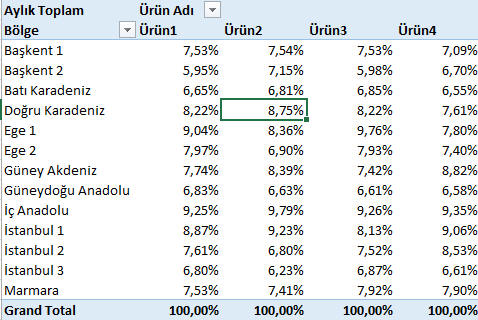 Aylık Toplam Ürün Adı
Bölge Ürün1 Ürün2 Ürün3 Ürün4
Başkent 1 7,53% 7,54% 7,53% 7,09%
Başkent 2 5,95% 7,15% 5,98% 6,70%
Batı Karadeniz 6,65% 6,81% 6,85% 6,55%
Doğru Karadeniz 8,22% 8,75% 8,22% 7,61%
Ege 1 9,04% 8,36% 9,76% 7,80%
Ege 2 7,97% 6,90% 7,93% 7,40%
Güney Akdeniz 7,74% 8,39% 7,42% 8,82%
Güneydoğu Anadolu 6,83% 6,63% 6,61% 6,58%
İç Anadolu 9,25% 9,79% 9,26% 9,35%
İstanbul 1 8,87% 9,23% 8,13% 9,06%
İstanbul 2 7,61% 6,80% 7,52% 8,53%
İstanbul 3 6,80% 6,23% 6,87% 6,61%
Marmara 7,53% 7,41% 7,92% 7,90%
Grand Total 100,00% 100,00% 100,00% 100,00%